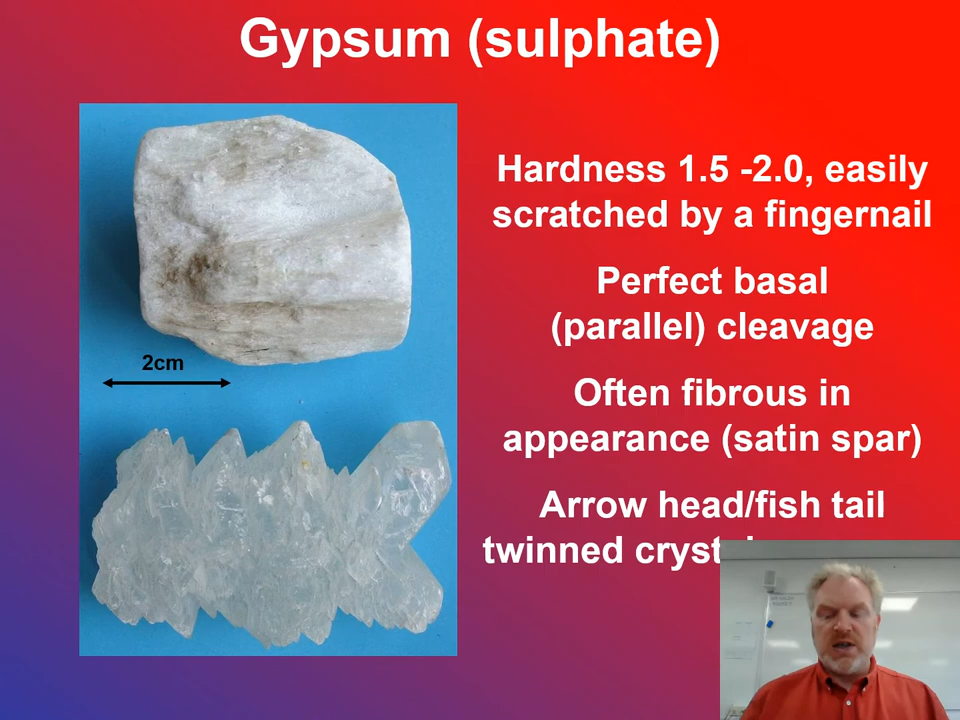 Gypsum (sulphate)
Hardness 1.5 -2.0, easily
scratched by a fingernail
Perfect basal
(parallel) cleavage
2cm
Often fibrous in
appearance (satin spar)
Arrow head/fish tail
twinned